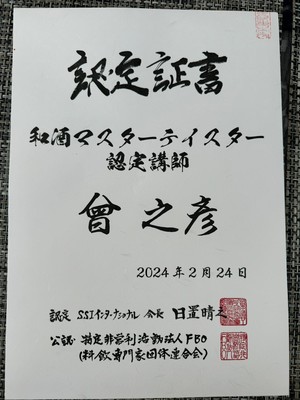 認定証書
和酒マスターテイスター
認定講師
曾之彦
2024年2月24日
認定 SSIインターナショナル 会長 日置晴之
公認 特定非営利活動法人FBO
(料飲専門家団体連合会)